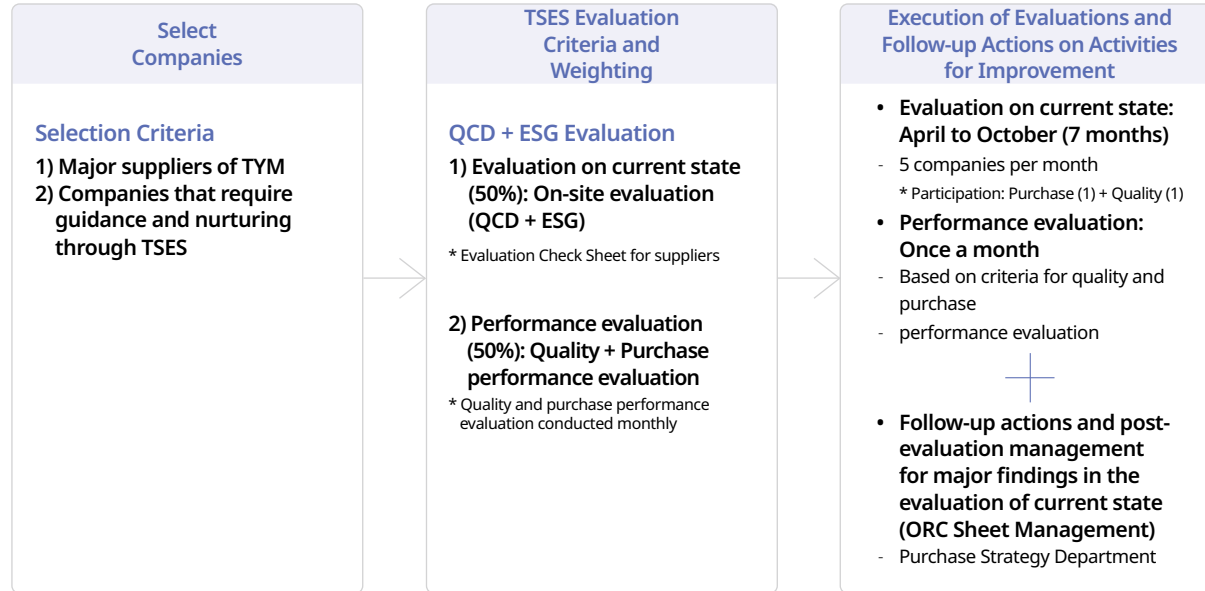 Select
Companies
Selection Criteria
1) Major suppliers of TYM
2) Companies that require
guidance and nurturing
through TSES
TSES Evaluation
Criteria and
Weighting
QCD + ESG Evaluation
1) Evaluation on current state
(50%): On-site evaluation
(QCD + ESG)
* Evaluation Check Sheet for suppliers
2) Performance evaluation
(50%): Quality + Purchase
performance evaluation
* Quality and purchase performance
evaluation conducted monthly
Execution of Evaluations and
Follow-up Actions on Activities
for Improvement
• Evaluation on current state:
April to October (7 months)
- 5 companies per month
* Participation: Purchase (1) + Quality (1)
• Performance evaluation:
Once a month
- Based on criteria for quality and
purchase
- performance evaluation
• Follow-up actions and post-
evaluation management
for major findings in the
evaluation of current state
(ORC Sheet Management)
- Purchase Strategy Department